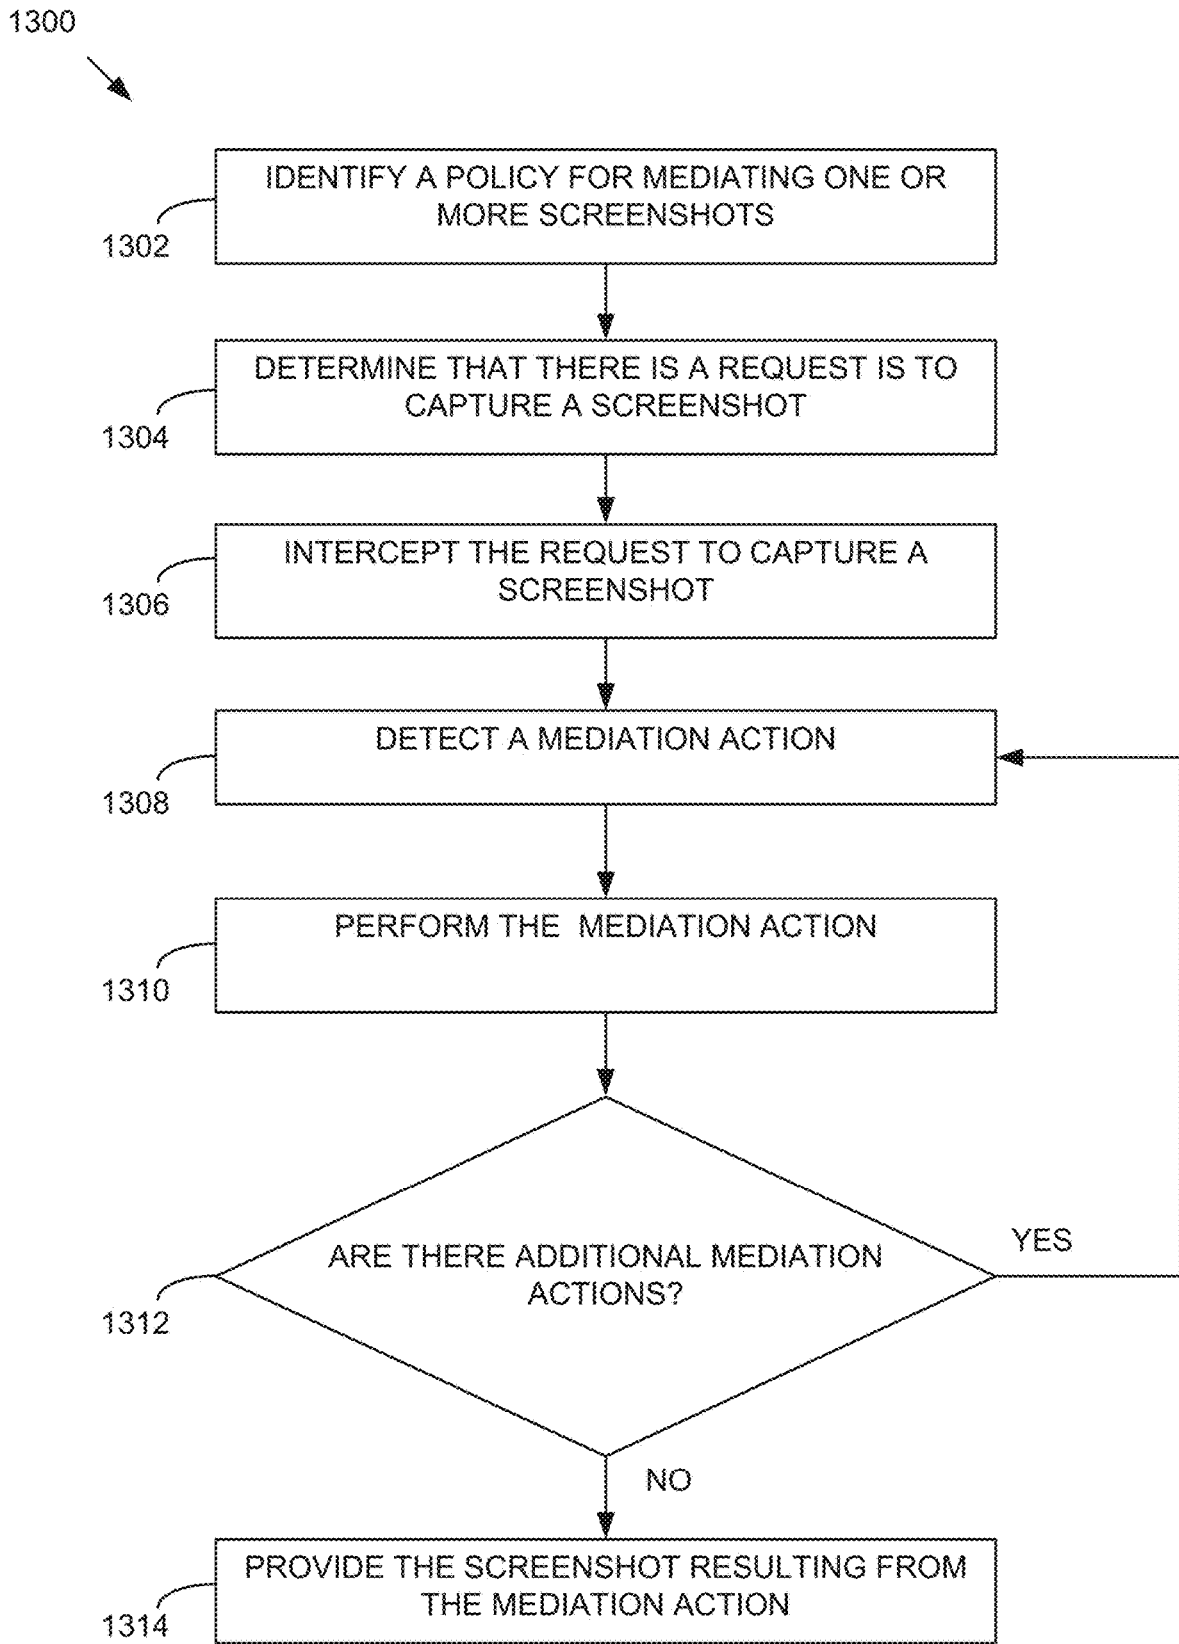 1300
IDENTIFY A POLICY FOR MEDIATING ONE OR
MORE SCREENSHOTS
1302
DETERMINE THAT THERE IS A REQUEST IS TO
CAPTURE A SCREENSHOT
1304
INTERCEPT THE REQUEST TO CAPTURE A
SCREENSHOT
1306
DETECT A MEDIATION ACTION
1308
PERFORM THE MEDIATION ACTION
1310
YES
ARE THERE ADDITIONAL MEDIATION
ACTIONS?
1312
NO
PROVIDE THE SCREENSHOT RESULTING FROM
THE MEDIATION ACTION
1314